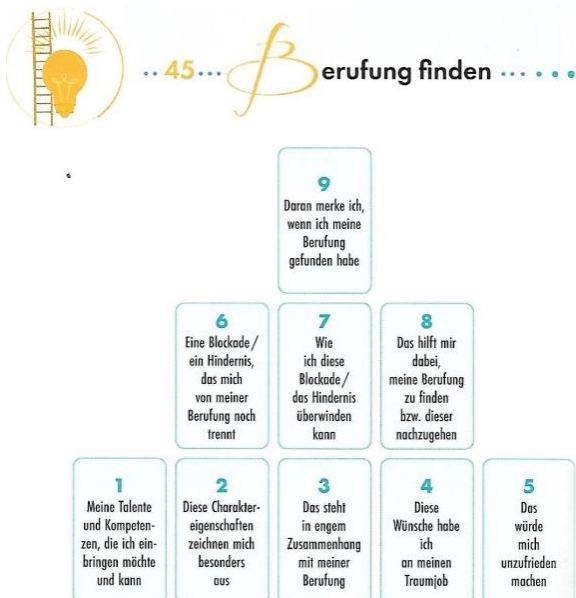 ·· 45 ··· Berufung finden ··· · • •
9
Daran merke ich,
wenn ich meine
Berufung
gefunden habe
6
Eine Blockade/
ein Hindernis,
das mich
von meiner
Berufung noch
trennt
7
Wie
ich diese
Blockade/
das Hindernis
überwinden
kann
8
Das hilft mir
dabei,
meine Berufung
zu finden
bzw. dieser
nachzugehen
1
Meine Talente
und Kompeten-
zen, die ich ein-
bringen möchte
und kann
2
Diese Charakter-
eigenschaften
zeichnen mich
besonders
aus
3
Das steht
in engem
Zusammenhang
mit meiner
Berufung
4
Diese
Wünsche habe
ich
an meinen
Traumjob
5
Das
würde
mich
unzufrieden
machen